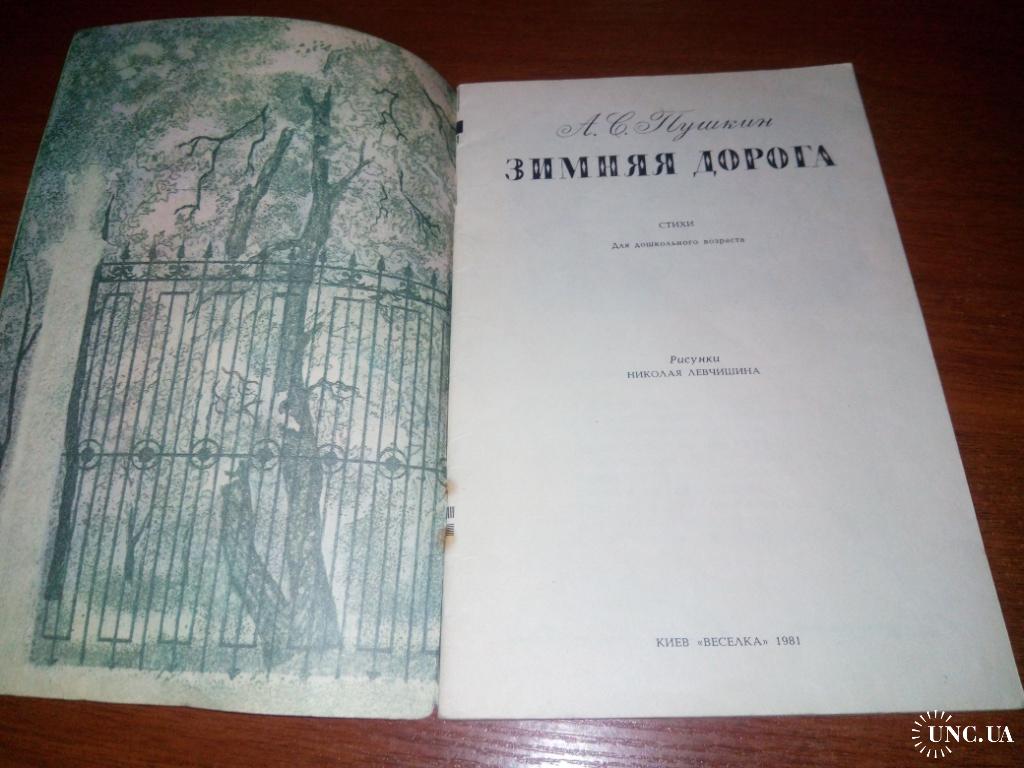 А. С. Пушкин
ЗИМНЯЯ ДОРОГА
СТИХИ
Для дошкольного возраста
Рисунки
НИКОЛАЯ ЛЕВЧИШИНА
КИЕВ «ВЕСЕЛКА» 1981
UNC.UA